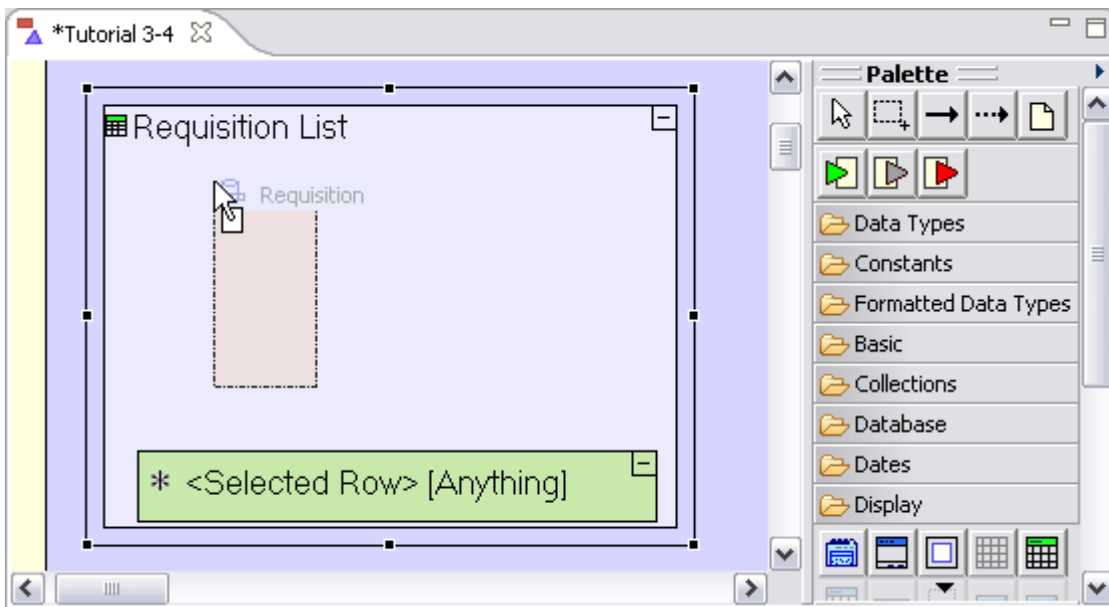 *Tutorial 3-4
Requisition List
Requisition
* <Selected Row> [Anything]
Palette
Data Types
Constants
Formatted Data Types
Basic
Collections
Database
Dates
Display